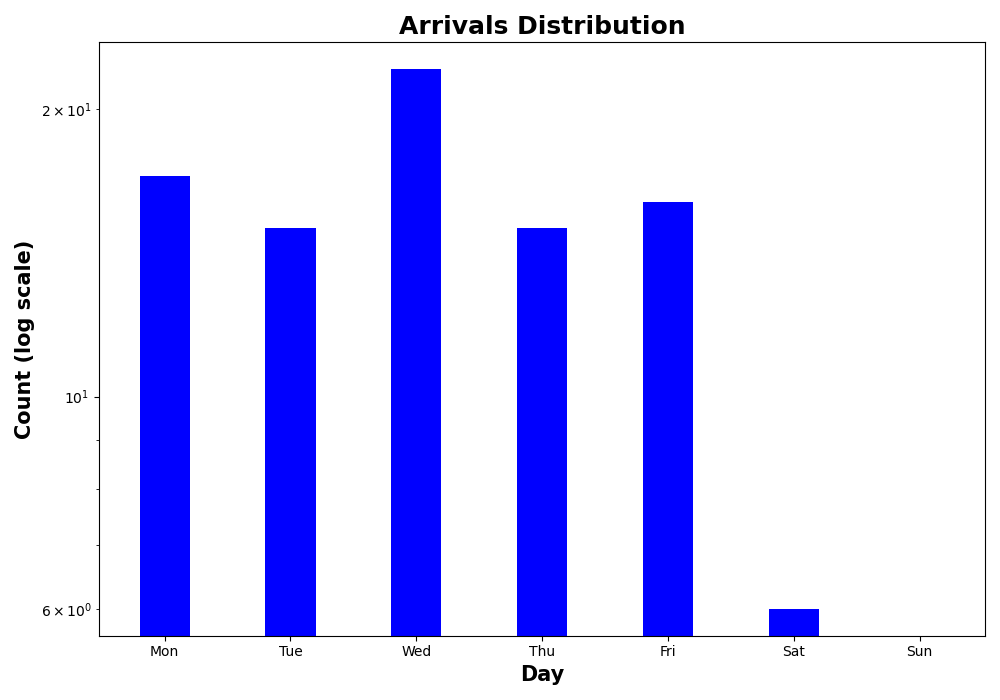 Arrivals Distribution
Count (log scale)
2 × 10¹
10¹
6 × 10⁰
Mon Tue Wed Thu Fri Sat Sun
Day